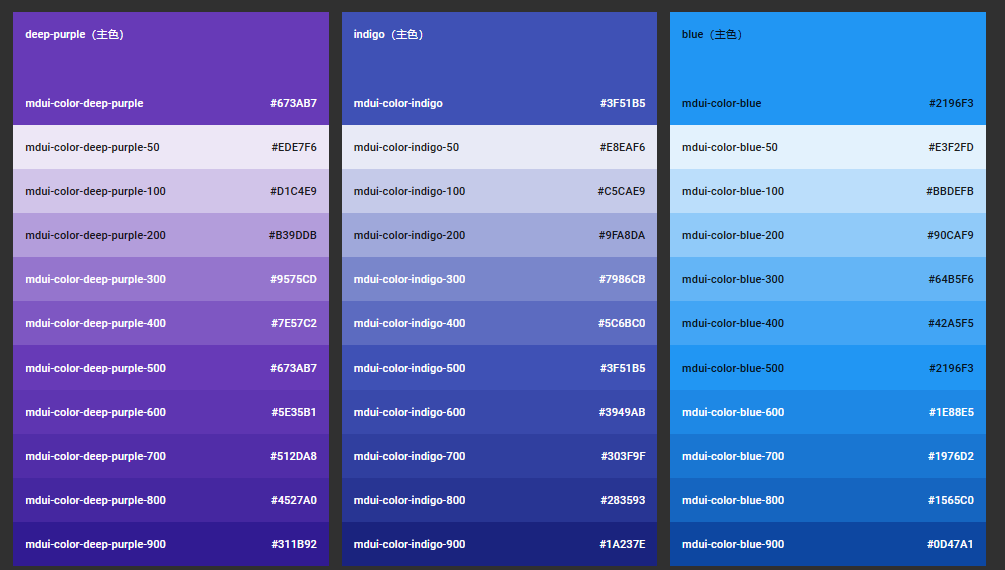 deep-purple（主色）
mdui-color-deep-purple #673AB7
mdui-color-deep-purple-50 #EDE7F6
mdui-color-deep-purple-100 #D1C4E9
mdui-color-deep-purple-200 #B39DDB
mdui-color-deep-purple-300 #9575CD
mdui-color-deep-purple-400 #7E57C2
mdui-color-deep-purple-500 #673AB7
mdui-color-deep-purple-600 #5E35B1
mdui-color-deep-purple-700 #512DA8
mdui-color-deep-purple-800 #4527A0
mdui-color-deep-purple-900 #311B92
indigo（主色）
mdui-color-indigo #3F51B5
mdui-color-indigo-50 #E8EAF6
mdui-color-indigo-100 #C5CAE9
mdui-color-indigo-200 #9FA8DA
mdui-color-indigo-300 #7986CB
mdui-color-indigo-400 #5C6BC0
mdui-color-indigo-500 #3F51B5
mdui-color-indigo-600 #3949AB
mdui-color-indigo-700 #303F9F
mdui-color-indigo-800 #283593
mdui-color-indigo-900 #1A237E
blue（主色）
mdui-color-blue #2196F3
mdui-color-blue-50 #E3F2FD
mdui-color-blue-100 #BBDEFB
mdui-color-blue-200 #90CAF9
mdui-color-blue-300 #64B5F6
mdui-color-blue-400 #42A5F5
mdui-color-blue-500 #2196F3
mdui-color-blue-600 #1E88E5
mdui-color-blue-700 #1976D2
mdui-color-blue-800 #1565C0
mdui-color-blue-900 #0D47A1